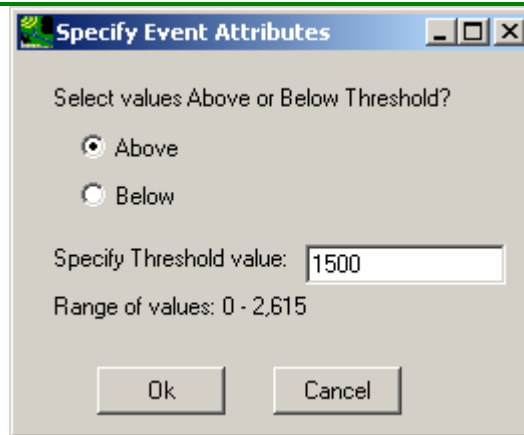 Specify Event Attributes
Select values Above or Below Threshold?
Above
Below
Specify Threshold value: 1500
Range of values: 0 - 2,615
Ok Cancel